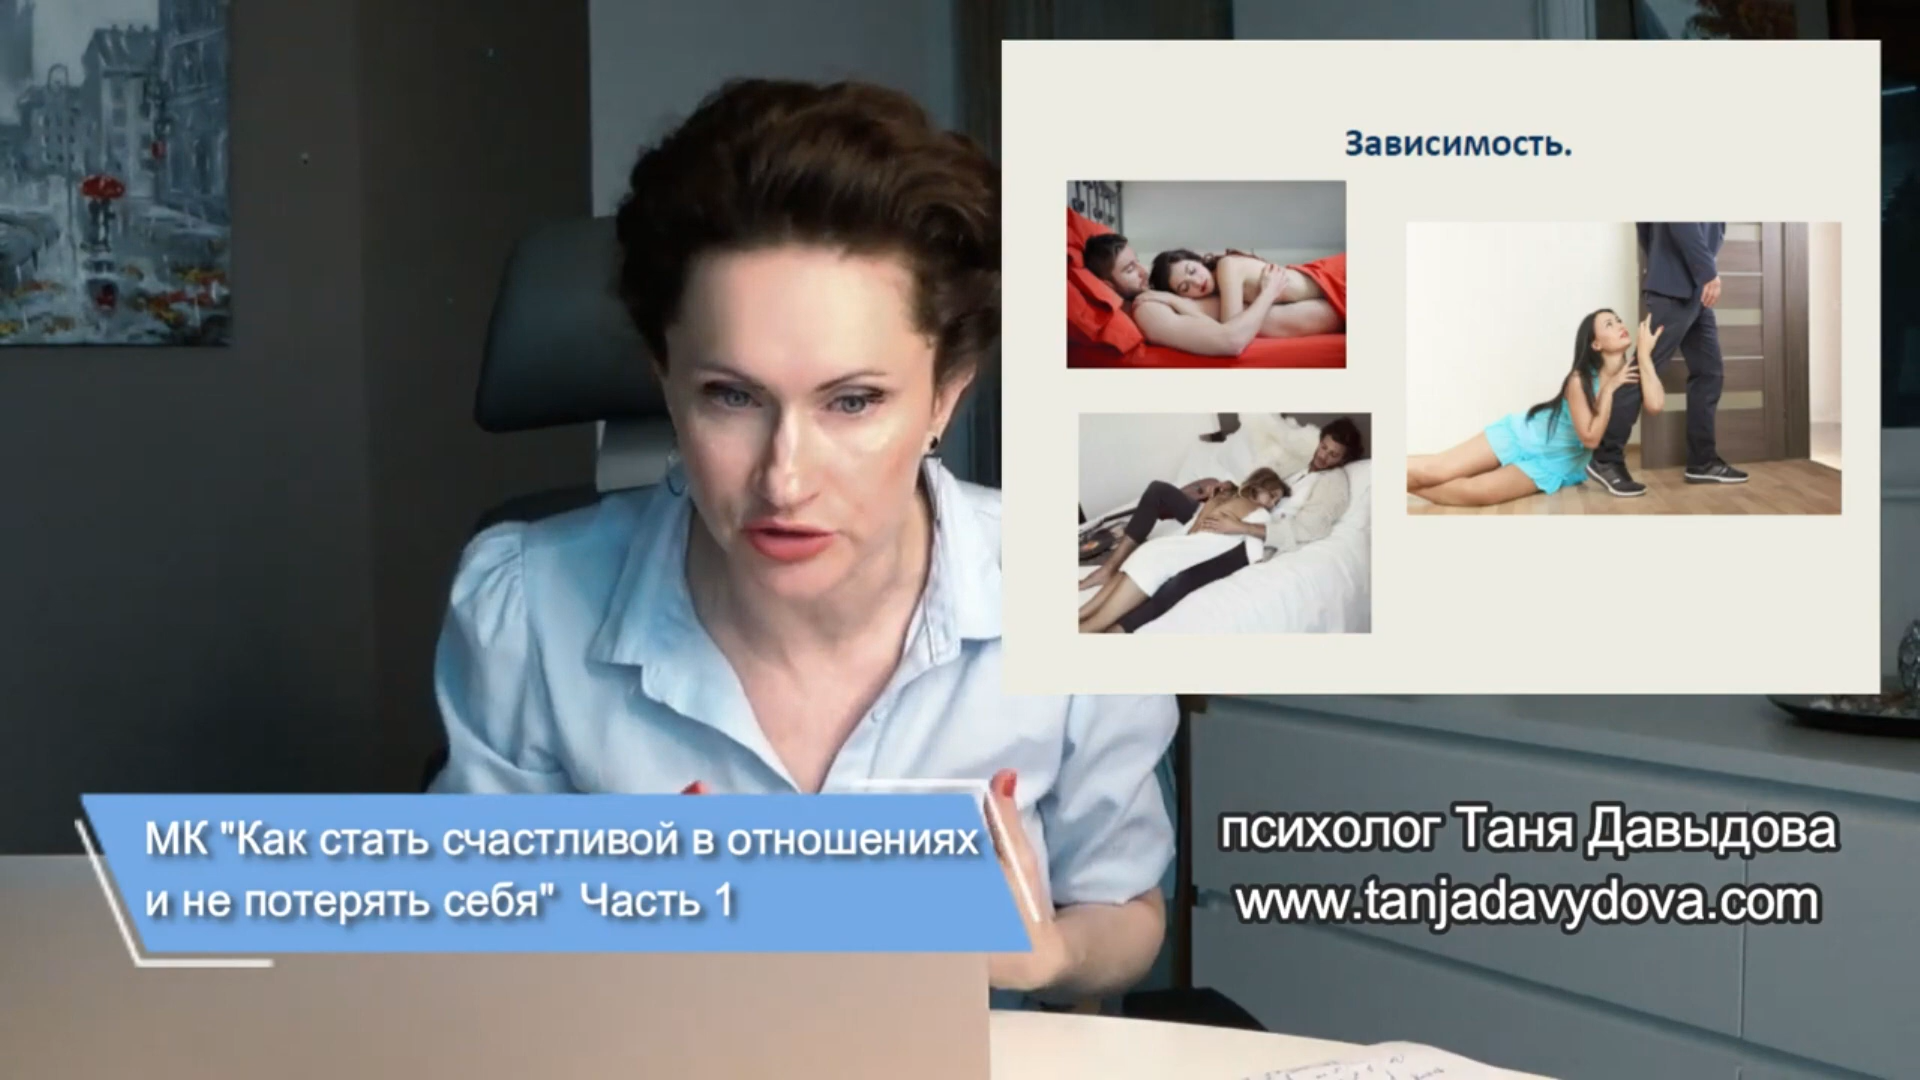 Зависимость.
МК "Как стать счастливой в отношениях
и не потерять себя" Часть 1
психолог Таня Давыдова
www.tanjadavydova.com